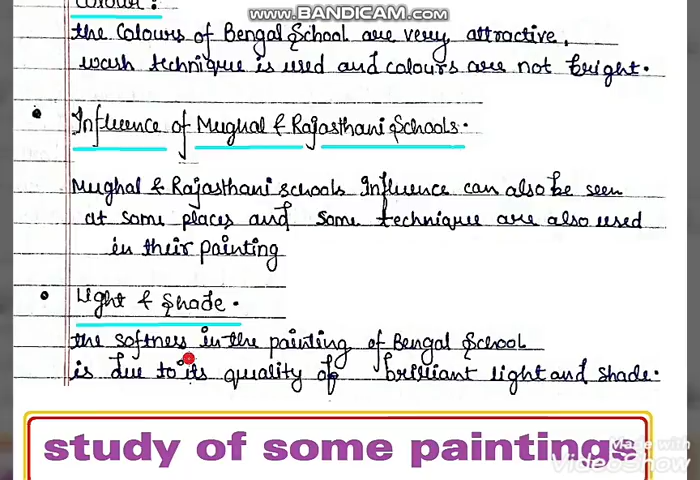 www.BANDICAM.com
Colour:
the Colours of Bengal School are very attractive.
wash technique is used and colours are not bright.
• Influence of Mughal & Rajasthani Schools.
Mughal & Rajasthani schools Influence can also be seen
at some places and some technique are also used
in their painting
• Light & Shade.
the softness in the painting of Bengal School
is due to its quality of brilliant light and shade.
study of some paintings
Made with
VideoShow